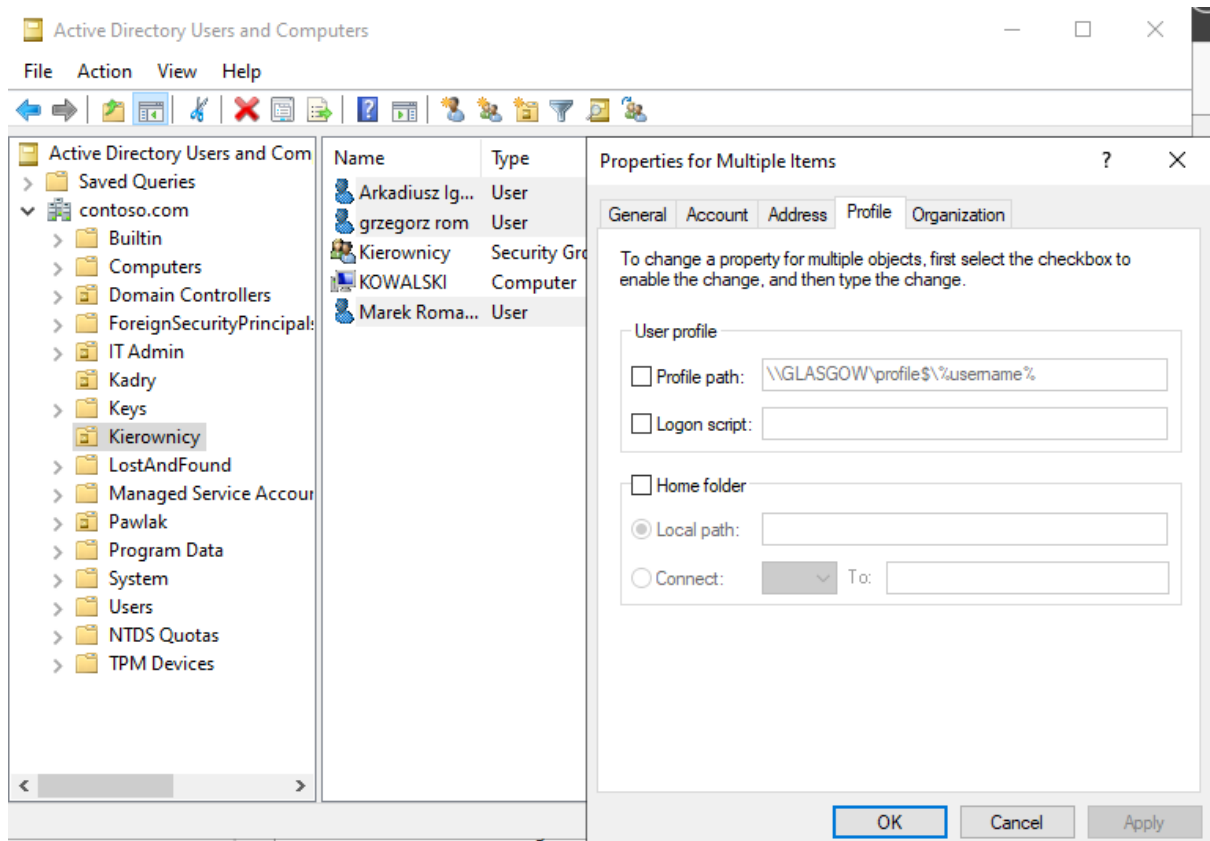 Active Directory Users and Computers
File Action View Help
Active Directory Users and Com
Saved Queries
contoso.com
Builtin
Computers
Domain Controllers
ForeignSecurityPrincipals
IT Admin
Kadry
Keys
Kierownicy
LostAndFound
Managed Service Accour
Pawlak
Program Data
System
Users
NTDS Quotas
TPM Devices
Name Type
Arkadiusz Ig... User
grzegorz rom User
Kierownicy Security Gro
KOWALSKI Computer
Marek Roma... User
Properties for Multiple Items ?
General Account Address Profile Organization
To change a property for multiple objects, first select the checkbox to
enable the change, and then type the change.
User profile
Profile path: \\GLASGOW\profile$\%username%
Logon script:
Home folder
Local path:
Connect: To:
OK Cancel Apply